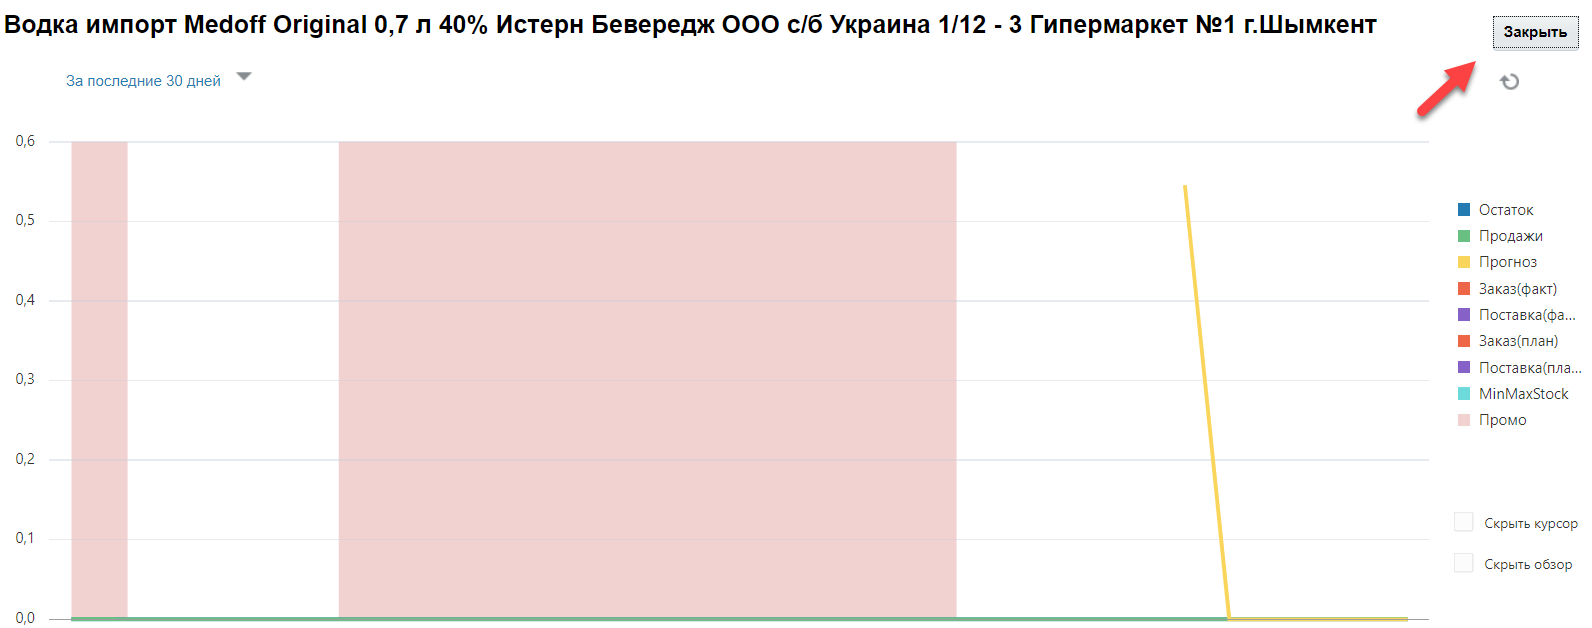 Водка импорт Medoff Original 0,7 л 40% Истерн Бевередж ООО с/б Украина 1/12 - 3 Гипермаркет №1 г.Шымкент
Закрыть
За последние 30 дней
0,6
0,5
0,4
0,3
0,2
0,1
0,0
Остаток
Продажи
Прогноз
Заказ(факт)
Поставка(фа...
Заказ(план)
Поставка(пла...
MinMaxStock
Промо
Скрыть курсор
Скрыть обзор